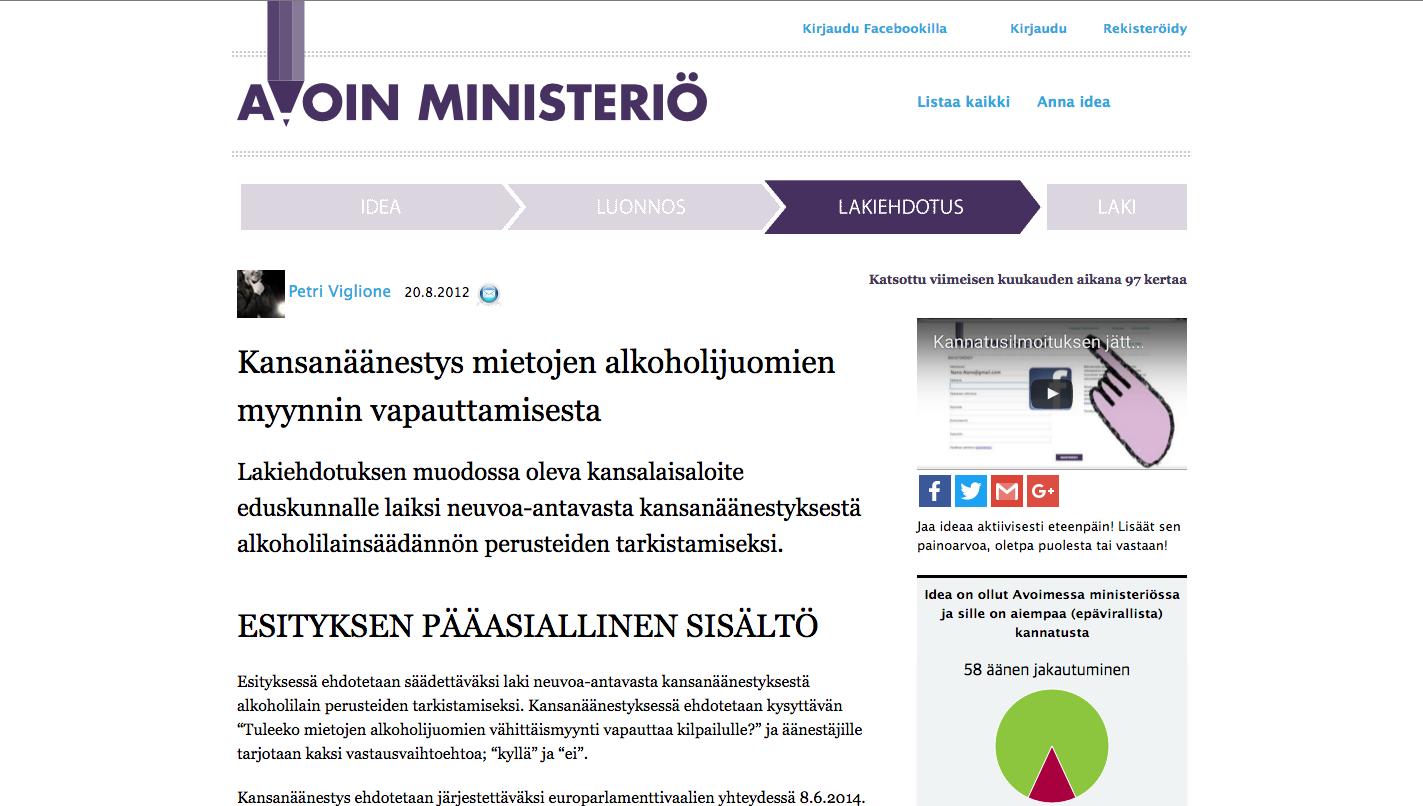 Kirjaudu Facebookilla Kirjaudu Rekisteröidy
AVOIN MINISTERIÖ
Listaa kaikki Anna idea
IDEA LUONNOS LAKIEHDOTUS LAKI
Petri Viglione 20.8.2012
Katsottu viimeisen kuukauden aikana 97 kertaa
Kansanäänestys mietojen alkoholijuomien
myynnin vapauttamisesta
Lakiehdotuksen muodossa oleva kansalaisaloite
eduskunnalle laiksi neuvoa-antavasta kansanäänestyksestä
alkoholilainsäädännön perusteiden tarkistamiseksi.
ESITYKSEN PÄÄASIALLINEN SISÄLTÖ
Esityksessä ehdotetaan säädettäväksi laki neuvoa-antavasta kansanäänestyksestä
alkoholilain perusteiden tarkistamiseksi. Kansanäänestyksessä ehdotetaan kysyttävän
“Tuleeko mietojen alkoholijuomien vähittäismyynti vapauttaa kilpailulle?” ja äänestäjille
tarjotaan kaksi vastausvaihtoehtoa; “kyllä” ja “ei”.
Kansanäänestys ehdotetaan järjestettäväksi europarlamenttivaalien yhteydessä 8.6.2014.
Kannatusilmoituksen jätt...
Jaa ideaa aktiivisesti eteenpäin! Lisäät sen
painoarvoa, oletpa puolesta tai vastaan!
Idea on ollut Avoimessa ministeriössa
ja sille on aiempaa (epävirallista)
kannatusta
58 äänen jakautuminen